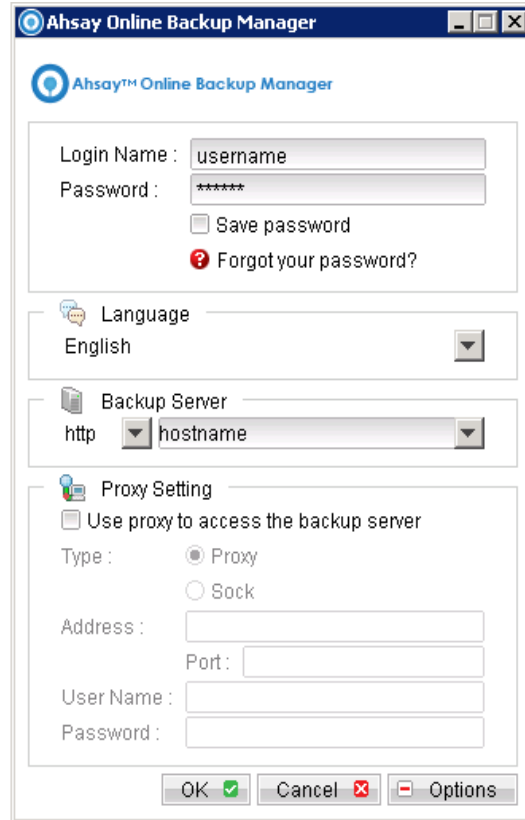 Ahsay Online Backup Manager
Ahsay™ Online Backup Manager
Login Name : username
Password : ******
Save password
Forgot your password?
Language
English
Backup Server
http hostname
Proxy Setting
Use proxy to access the backup server
Type : Proxy
Sock
Address :
Port :
User Name :
Password :
OK Cancel Options